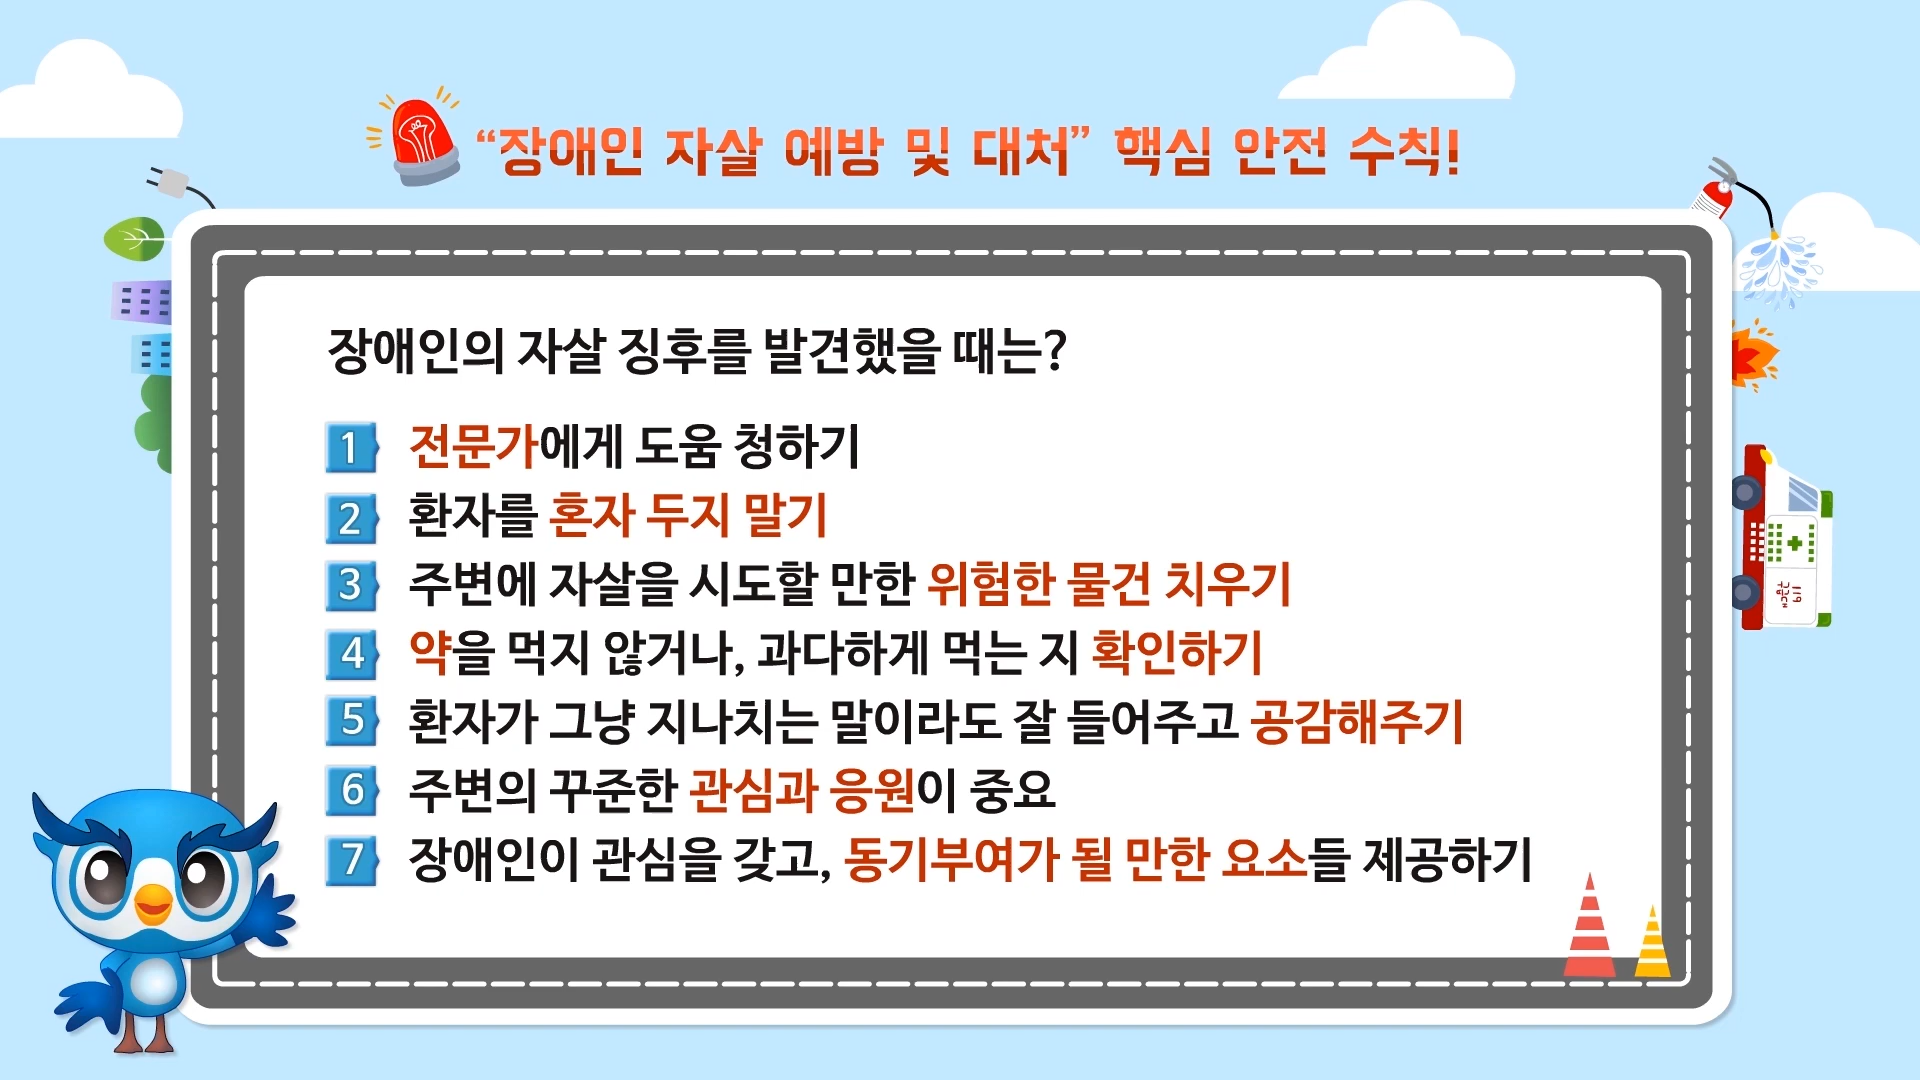 “장애인 자살 예방 및 대처” 핵심 안전 수칙!
장애인의 자살 징후를 발견했을 때는?
1 전문가에게 도움 청하기
2 환자를 혼자 두지 말기
3 주변에 자살을 시도할 만한 위험한 물건 치우기
4 약을 먹지 않거나, 과다하게 먹는 지 확인하기
5 환자가 그냥 지나치는 말이라도 잘 들어주고 공감해주기
6 주변의 꾸준한 관심과 응원이 중요
7 장애인이 관심을 갖고, 동기부여가 될 만한 요소들 제공하기
119
구급대